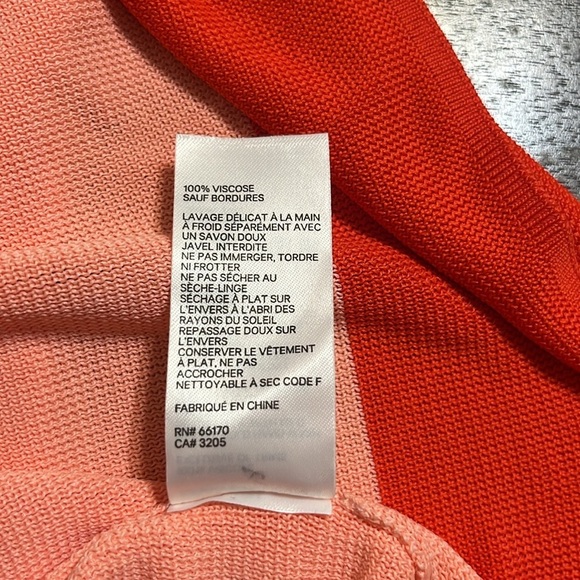 100% VISCOSE
SAUF BORDURES
LAVAGE DÉLICAT À LA MAIN
À FROID SÉPARÉMENT AVEC
UN SAVON DOUX
JAVEL INTERDITE
NE PAS IMMERGER, TORDRE
NI FROTTER
NE PAS SÉCHER AU
SÈCHE-LINGE
SÉCHAGE À PLAT SUR
L'ENVERS À L'ABRI DES
RAYONS DU SOLEIL
REPASSAGE DOUX SUR
L'ENVERS
CONSERVER LE VÊTEMENT
À PLAT, NE PAS
ACCROCHER
NETTOYABLE À SEC CODE F
FABRIQUÉ EN CHINE
RN# 66170
CA# 3205